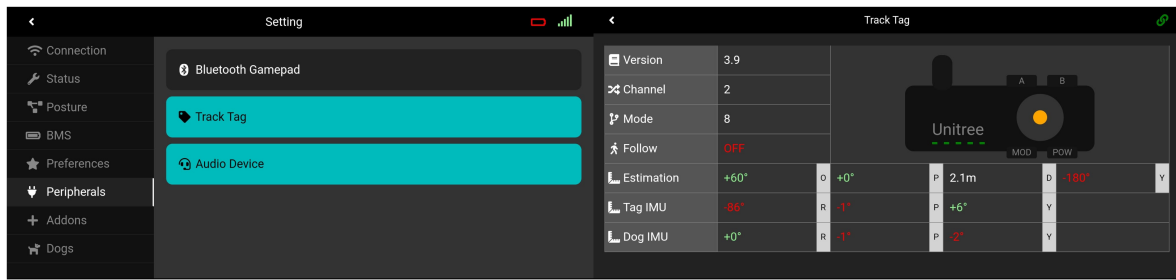 Setting
Connection
Status
Posture
BMS
Preferences
Peripherals
Addons
Dogs
Bluetooth Gamepad
Track Tag
Audio Device
Track Tag
Version 3.9
Channel 2
Mode 8
Follow OFF
A B
Unitree
MOD POW
Estimation +60° O +0° P 2.1m D -180° Y
Tag IMU -86° R -1° P +6° Y
Dog IMU +0° R -1° P -2° Y